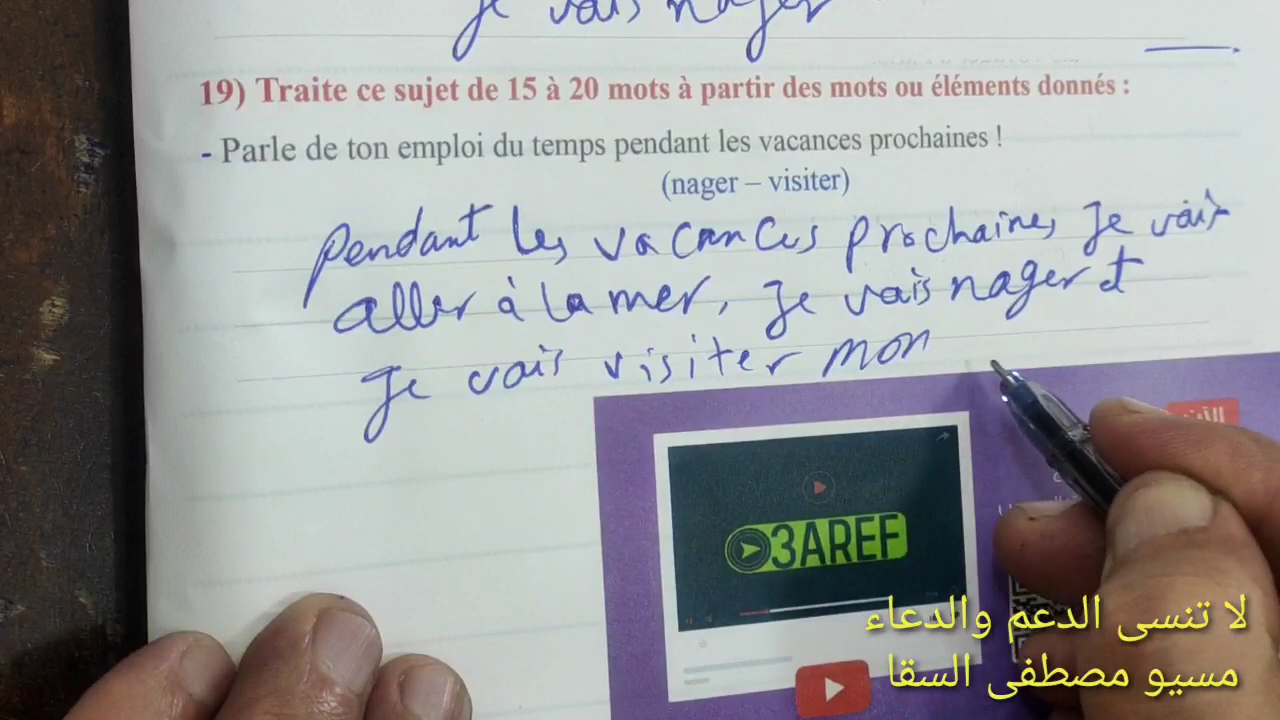 Je vais nager
19) Traite ce sujet de 15 à 20 mots à partir des mots ou éléments donnés :
- Parle de ton emploi du temps pendant les vacances prochaines !
(nager – visiter)
Pendant les vacances prochaines, Je vais
aller à la mer, Je vais nager et
Je vais visiter mon
3AREF
لا تنسى الدعم والدعاء
مسيو مصطفى السقا